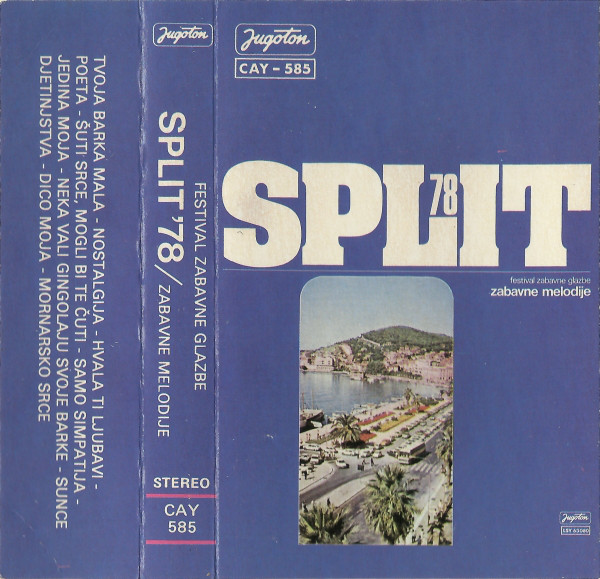 TVOJA BARKA MALA - NOSTALGIJA - HVALA TI LJUBAVI -
POETA - ŠUTI SRCE, MOGLI BI TE ČUTI - SAMO SIMPATIJA -
JEDINA MOJA - NEKA VALI GINGOLAJU SVOJE BARKE - SUNCE
DJETINJSTVA - DICO MOJA - MORNARSKO SRCE
Jugoton
FESTIVAL ZABAVNE GLAZBE
SPLIT '78 / ZABAVNE MELODIJE
STEREO
CAY
585
Jugoton
CAY - 585
SPLIT
78
festival zabavne glazbe
zabavne melodije
Jugoton